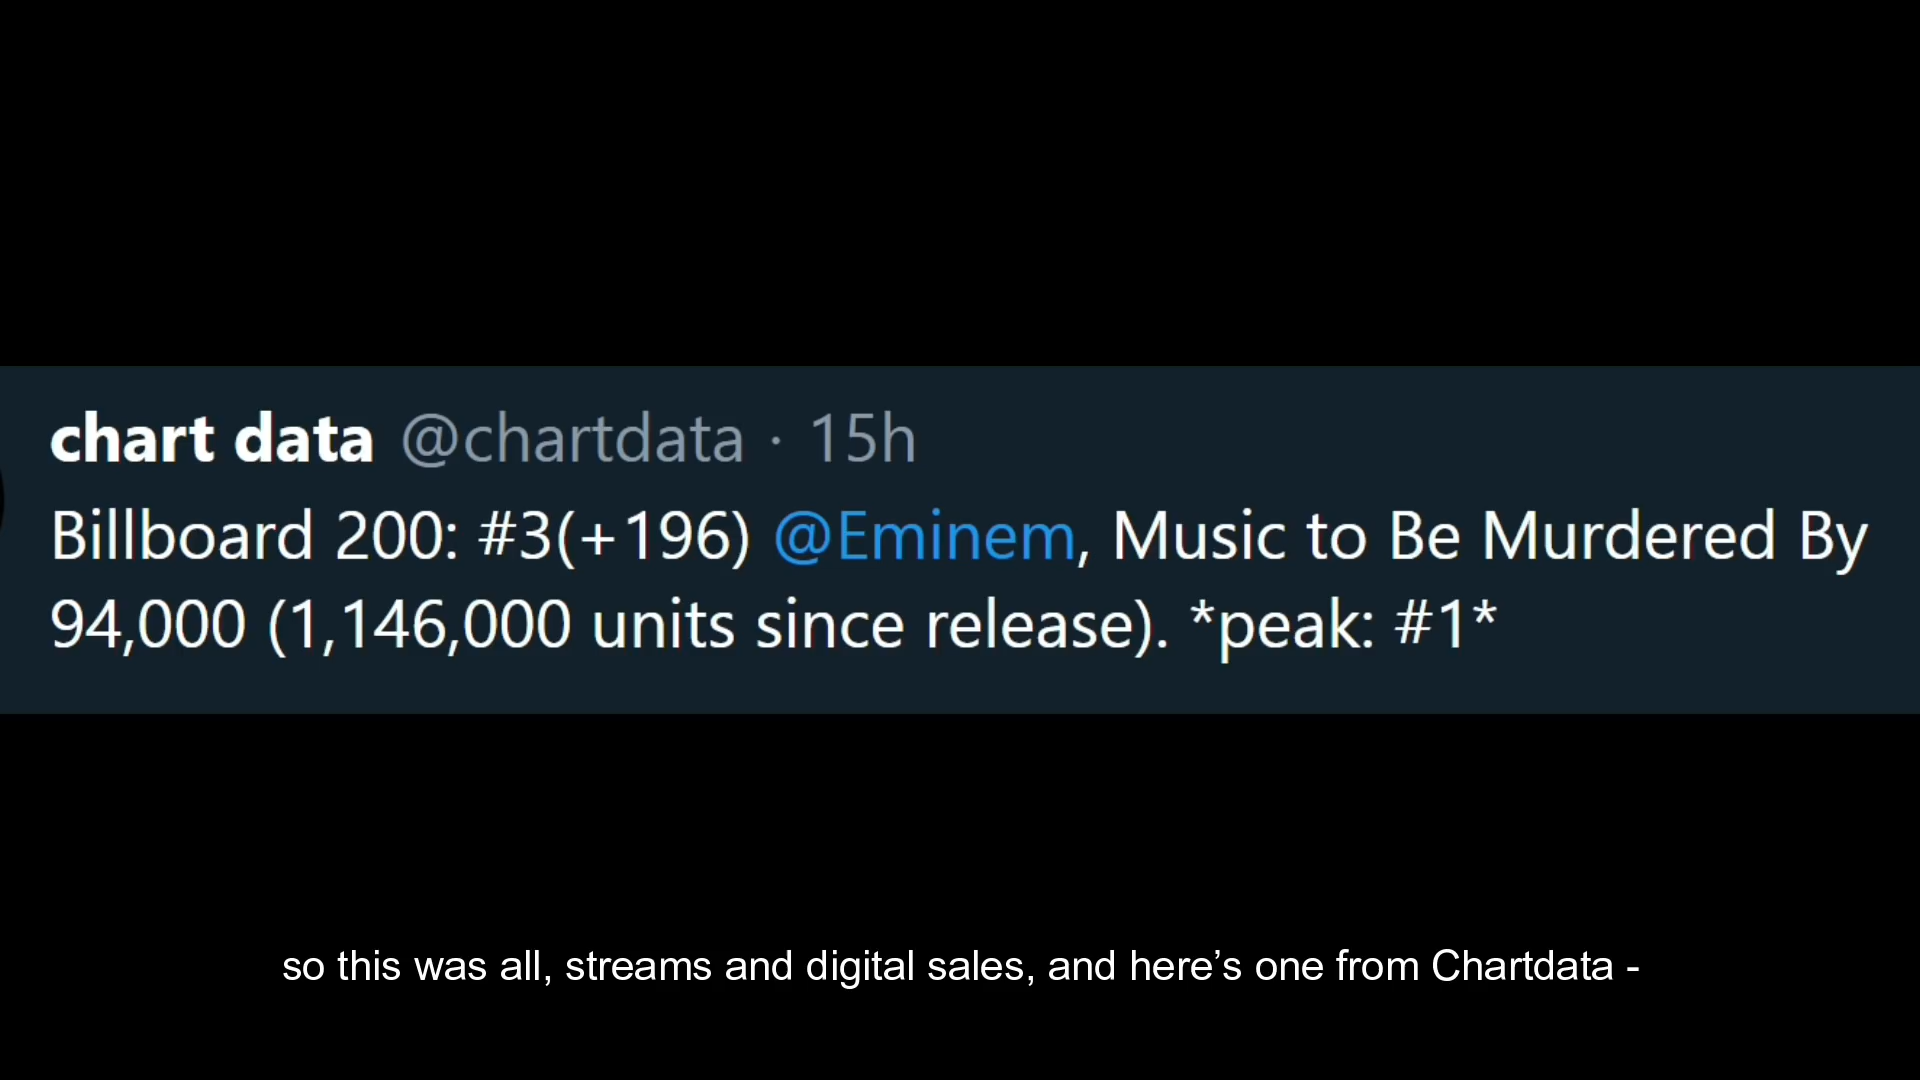 chart data @chartdata · 15h
Billboard 200: #3(+196) @Eminem, Music to Be Murdered By
94,000 (1,146,000 units since release). *peak: #1*
so this was all, streams and digital sales, and here’s one from Chartdata -